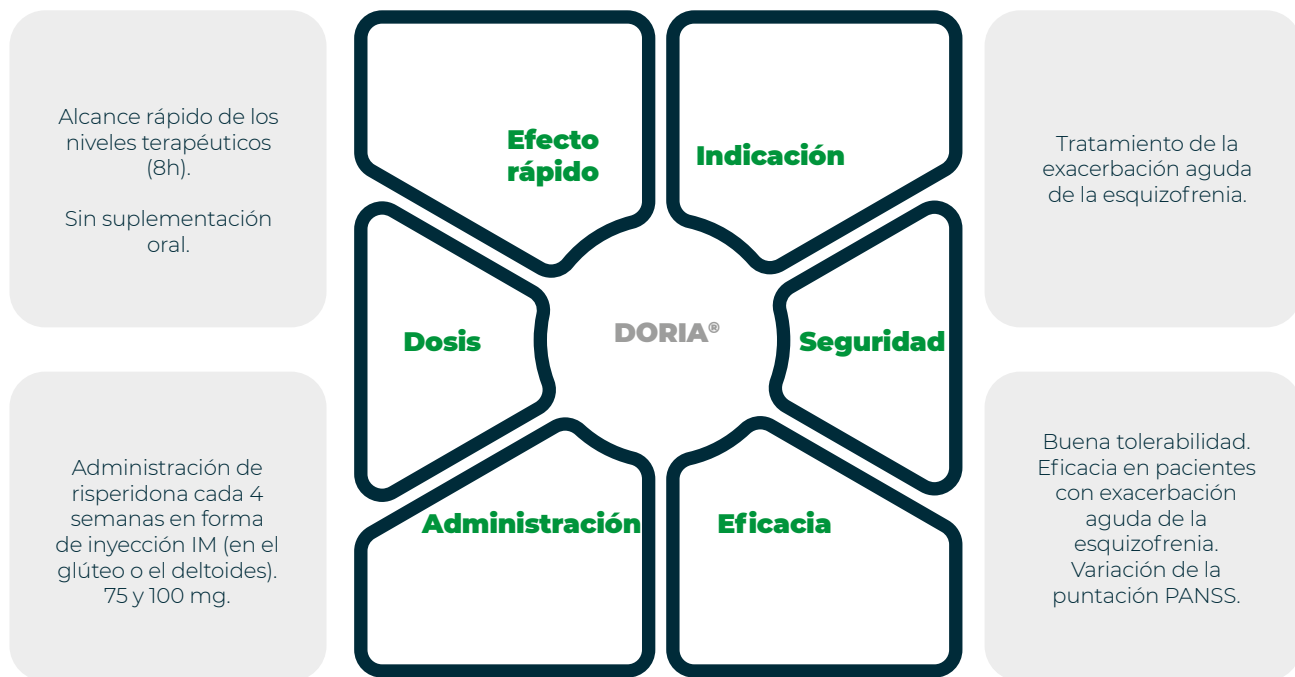 Alcance rápido de los
niveles terapéuticos
(8h).
Sin suplementación
oral.
Efecto
rápido
Indicación
Tratamiento de la
exacerbación aguda
de la esquizofrenia.
Dosis
DORIA®
Seguridad
Administración de
risperidona cada 4
semanas en forma
de inyección IM (en el
glúteo o el deltoides).
75 y 100 mg.
Administración
Eficacia
Buena tolerabilidad.
Eficacia en pacientes
con exacerbación
aguda de la
esquizofrenia.
Variación de la
puntación PANSS.